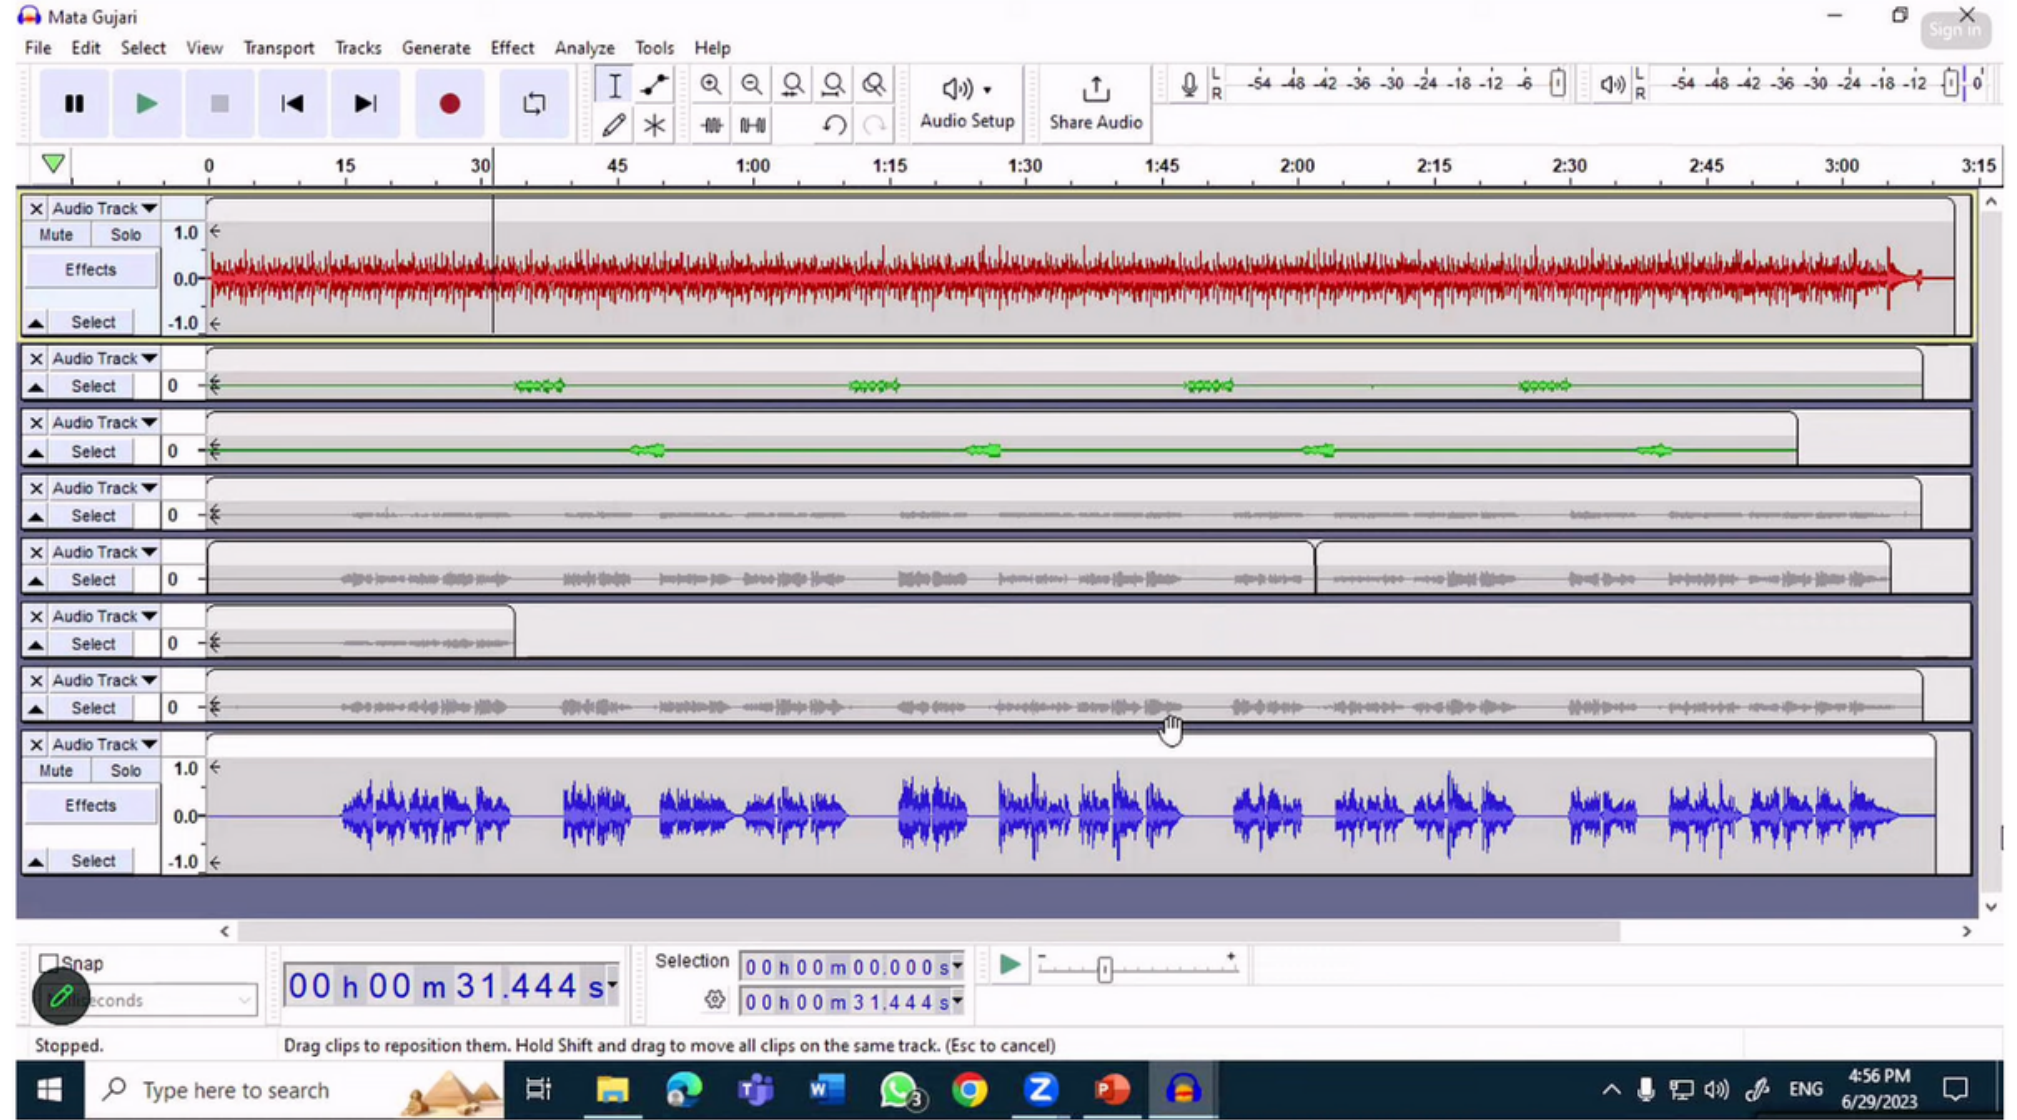 Mata Gujari
Sign in
File Edit Select View Transport Tracks Generate Effect Analyze Tools Help
L -54 -48 -42 -36 -30 -24 -18 -12 -6
R
L -54 -48 -42 -36 -30 -24 -18 -12 0
R
Audio Setup Share Audio
0 15 30 45 1:00 1:15 1:30 1:45 2:00 2:15 2:30 2:45 3:00 3:15
Audio Track
Mute Solo 1.0
Effects 0.0
Select -1.0
Audio Track
Select 0
Audio Track
Select 0
Audio Track
Select 0
Audio Track
Select 0
Audio Track
Select 0
Audio Track
Select 0
Audio Track
Mute Solo 1.0
Effects 0.0
Select -1.0
Snap
seconds
00 h 00 m 31.444 s
Selection
00 h 00 m 00.000 s
00 h 00 m 31.444 s
- +
Stopped. Drag clips to reposition them. Hold Shift and drag to move all clips on the same track. (Esc to cancel)
Type here to search
3
ENG
4:56 PM
6/29/2023